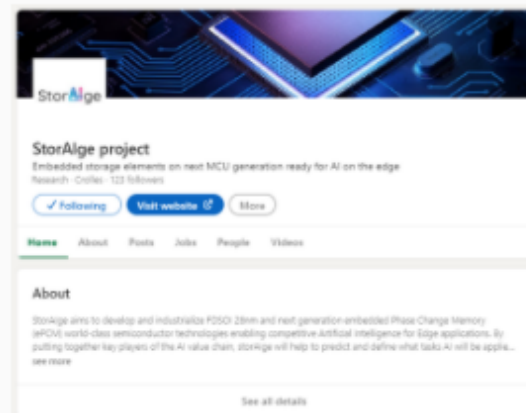 StorAIge
StorAIge project
Embedded storage elements on next MCU generation ready for AI on the edge
Research · Crolles · 123 followers
✓ Following Visit website More
Home About Posts Jobs People Videos
About
StorAIge aims to develop and industrialize FDSOI 28nm and next generation embedded Phase Change Memory
(ePCM) world-class semiconductor technologies enabling competitive Artificial Intelligence for Edge applications. By
putting together key players of the AI value chain, storAIge will help to predict and define what tasks AI will be applie...
see more
See all details